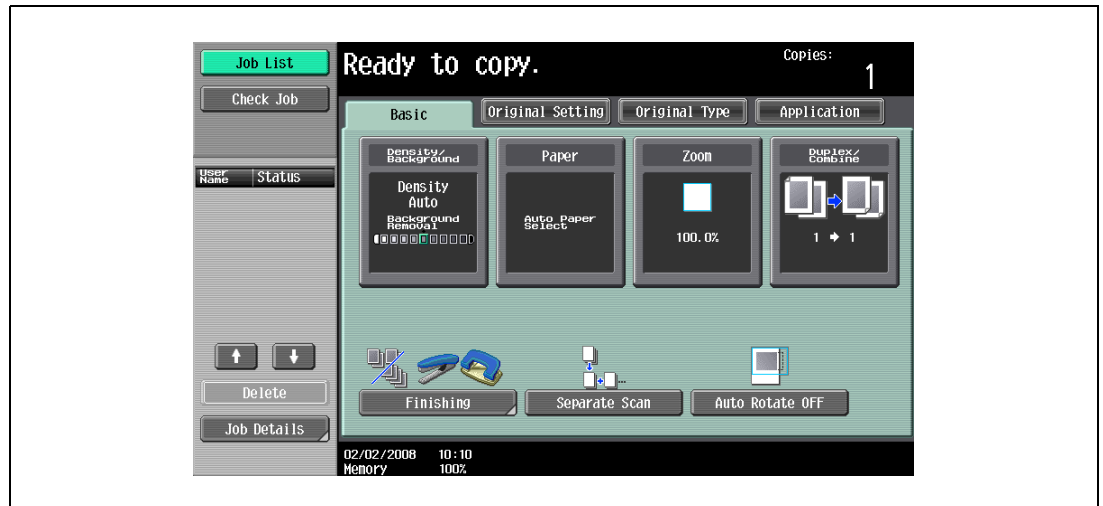 Job List
Check Job
User Name
Status
Delete
Job Details
Ready to copy.
Copies:
1
Basic
Original Setting
Original Type
Application
Density/
Background
Density
Auto
Background
Removal
Paper
Auto Paper
Select
Zoom
100.0%
Duplex/
Combine
1 → 1
Finishing
Separate Scan
Auto Rotate OFF
02/02/2008 10:10
Memory 100%